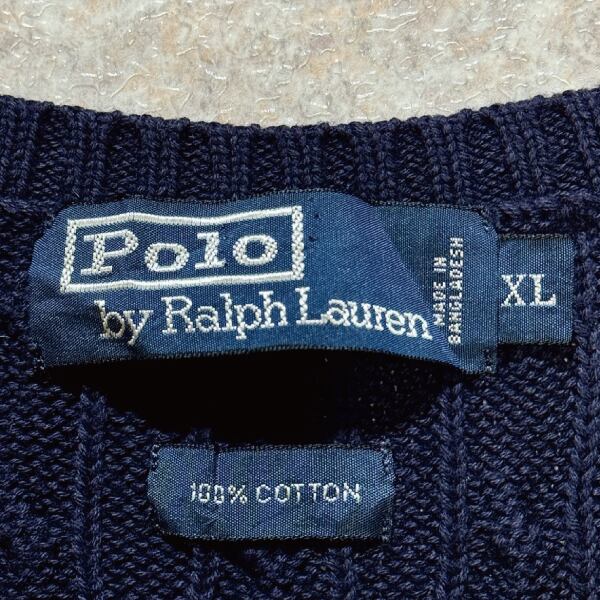 Polo
by Ralph Lauren
MADE IN
BANGLADESH
XL
100% COTTON